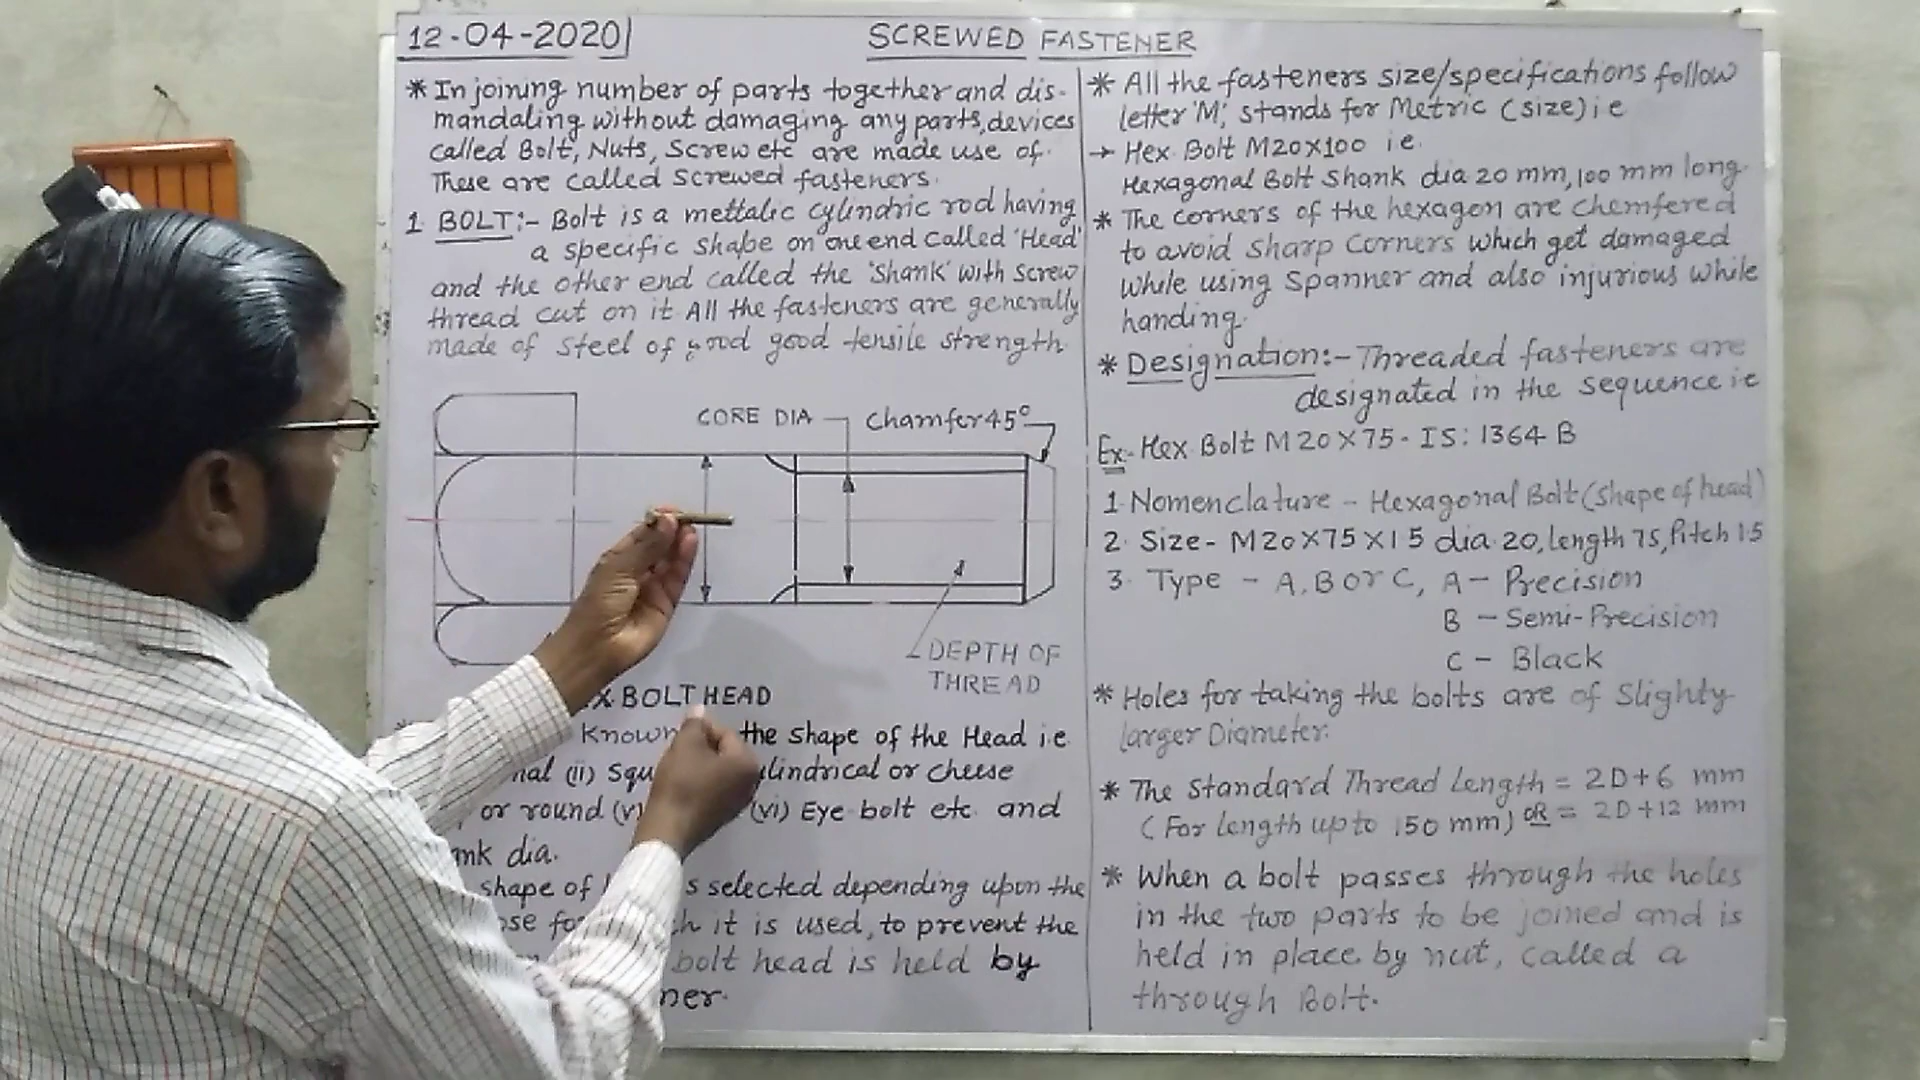 12-04-2020
SCREWED FASTENER
* In joining number of parts together and dis-
mandaling without damaging any parts, devices
called Bolt, Nuts, Screw etc are made use of.
These are called screwed fasteners.
1. BOLT:- Bolt is a mettalic cylindric rod having
a specific shape on one end called 'Head'
and the other end called the 'Shank' with screw
thread cut on it. All the fasteners are generally
made of steel of good good tensile strength.
CORE DIA
Chamfer 45°
DEPTH OF
THREAD
X BOLT HEAD
Known the shape of the Head i.e
(ii) cheese
or round (vi) Eye bolt etc. and
dia.
shape of selected depending upon the
it is used, to prevent the
bolt head is held by
* All the fasteners size/specifications follow
letter 'M', stands for Metric (size) i e
→ Hex. Bolt M20X100 i e.
Hexagonal Bolt Shank dia 20 mm, 100 mm long.
* The corners of the hexagon are chemfered
to avoid sharp corners which get damaged
while using spanner and also injurious while
handing.
* Designation:- Threaded fasteners are
designated in the sequence i e
Ex:- Hex Bolt M 20 X 75 - IS: 1364 B
1. Nomenclature - Hexagonal Bolt (shape of head)
2. Size - M20 X 75 X 1.5 dia 20, length 75, Pitch 1.5
3. Type - A, B or C, A - Precision
B - Semi-Precision
C - Black
* Holes for taking the bolts are of Slighty
larger Diameter.
* The Standard Thread Length = 2D+6 mm
(For length up to 150 mm) OR = 2D+12 mm
* When a bolt passes through the holes
in the two parts to be joined and is
held in place by nut, called a
through Bolt.